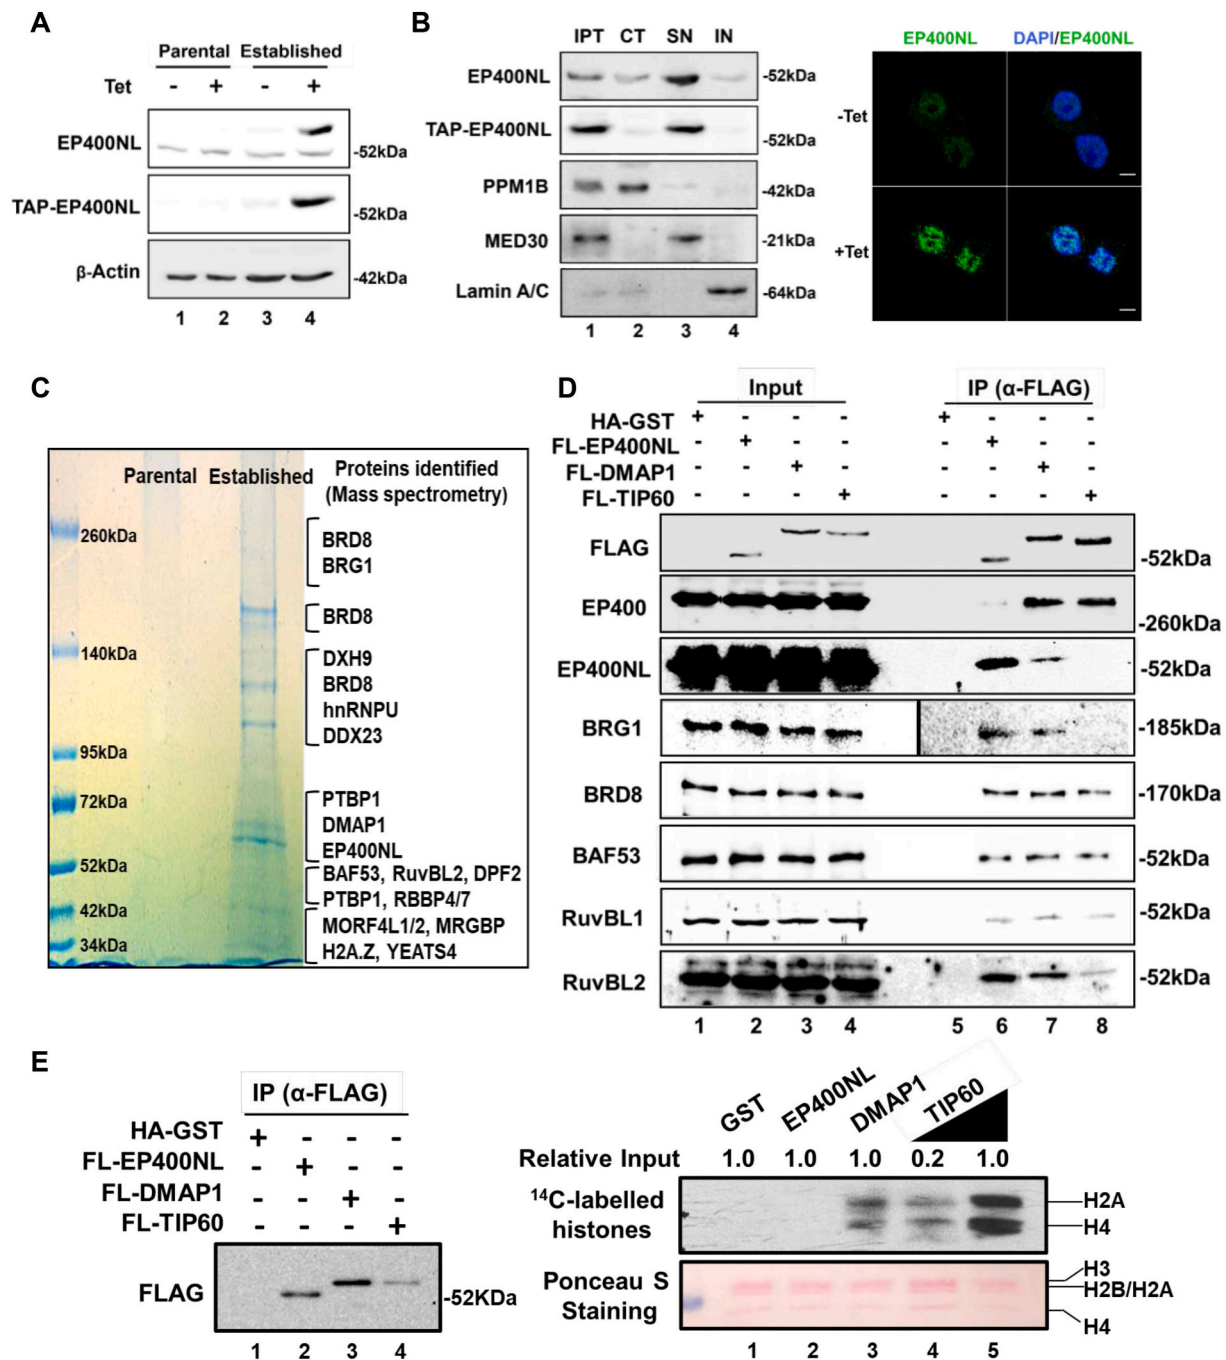 A
Parental Established
Tet - + - +
EP400NL -52kDa
TAP-EP400NL -52kDa
β-Actin -42kDa
1 2 3 4
B
IPT CT SN IN
EP400NL -52kDa
TAP-EP400NL -52kDa
PPM1B -42kDa
MED30 -21kDa
Lamin A/C -64kDa
1 2 3 4
EP400NL DAPI/EP400NL
-Tet
+Tet
C
Parental Established Proteins identified
(Mass spectrometry)
260kDa
BRD8
BRG1
BRD8
140kDa
DXH9
BRD8
hnRNPU
DDX23
95kDa
72kDa
PTBP1
DMAP1
EP400NL
52kDa
BAF53, RuvBL2, DPF2
PTBP1, RBBP4/7
42kDa
MORF4L1/2, MRGBP
34kDa
H2A.Z, YEATS4
D
Input IP (α-FLAG)
HA-GST + - - - + - - -
FL-EP400NL - + - - - + - -
FL-DMAP1 - - + - - - + -
FL-TIP60 - - - + - - - +
FLAG -52kDa
EP400 -260kDa
EP400NL -52kDa
BRG1 -185kDa
BRD8 -170kDa
BAF53 -52kDa
RuvBL1 -52kDa
RuvBL2 -52kDa
1 2 3 4 5 6 7 8
E
IP (α-FLAG)
HA-GST + - - -
FL-EP400NL - + - -
FL-DMAP1 - - + -
FL-TIP60 - - - +
FLAG -52KDa
1 2 3 4
GST EP400NL DMAP1 TIP60
Relative Input 1.0 1.0 1.0 0.2 1.0
¹⁴C-labelled
histones
H2A
H4
Ponceau S
Staining
H3
H2B/H2A
H4
1 2 3 4 5